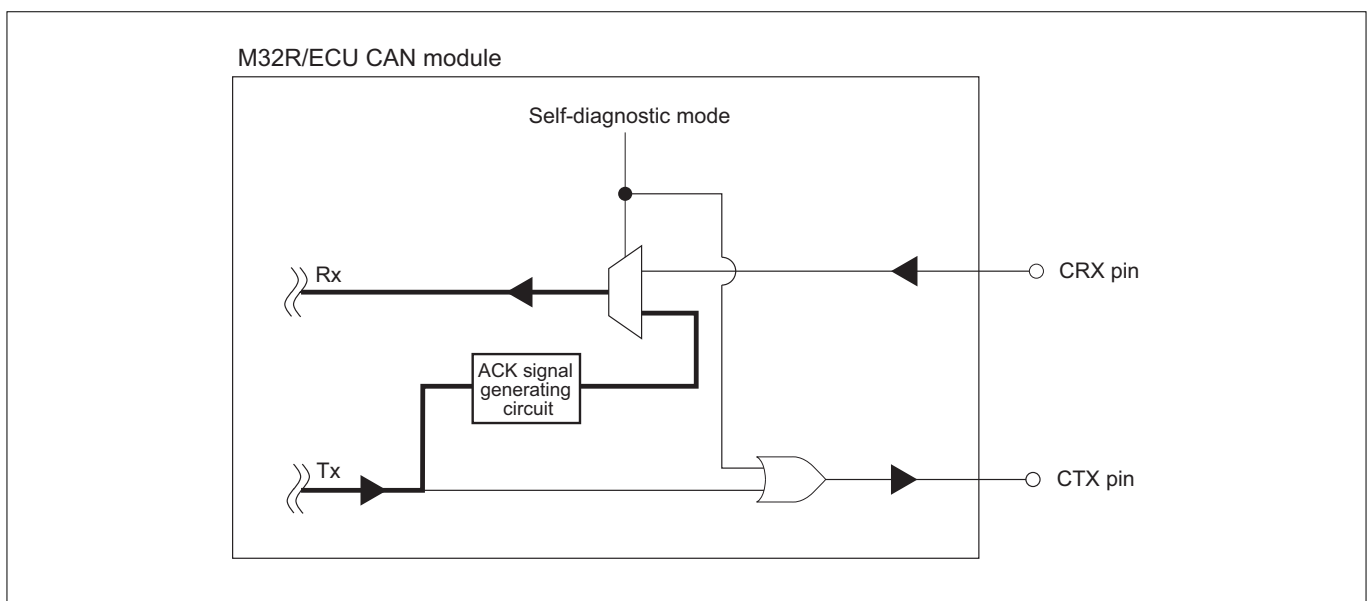 M32R/ECU CAN module
Self-diagnostic mode
Rx
CRX pin
ACK signal
generating
circuit
Tx
CTX pin